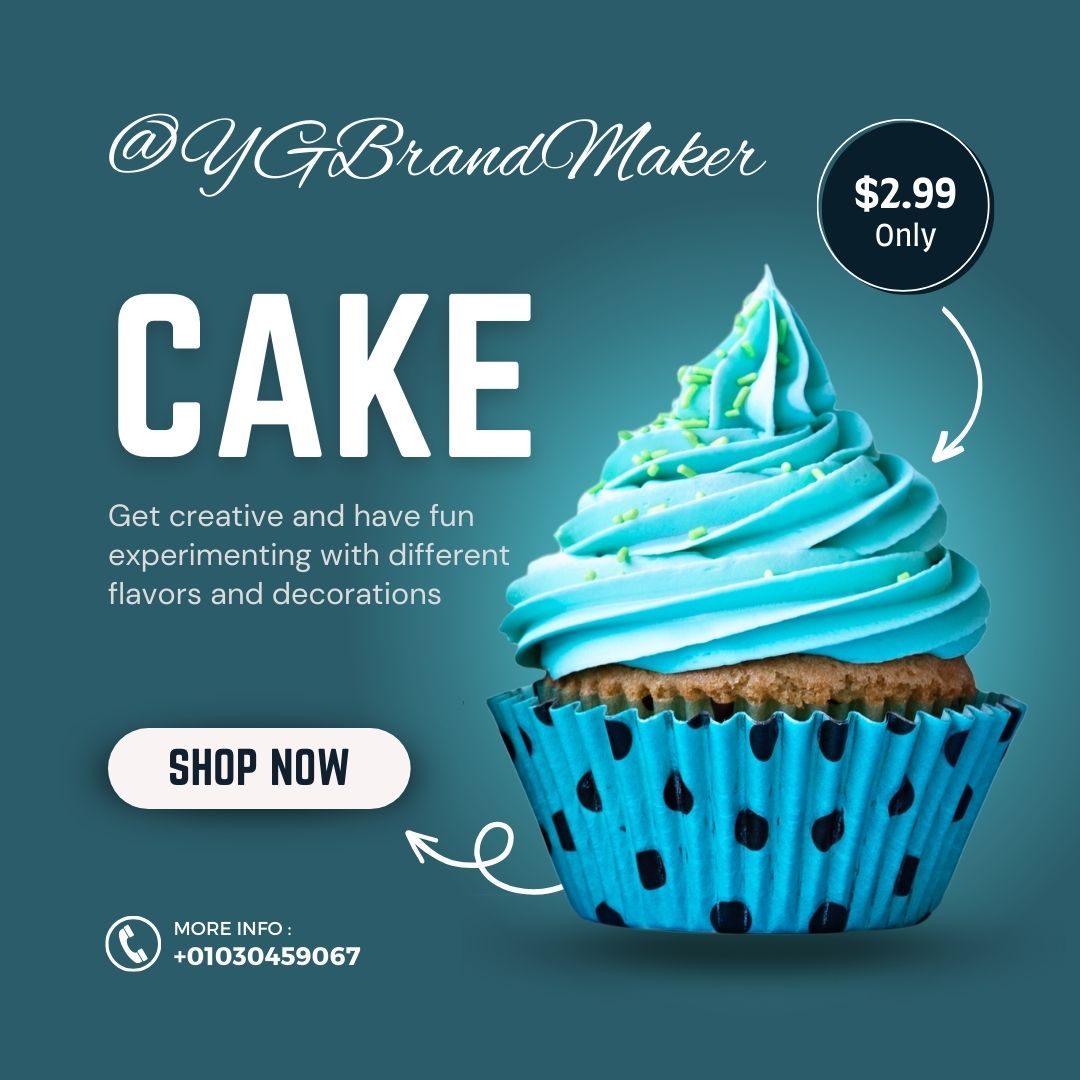 @YGBrandMaker
$2.99
Only
CAKE
Get creative and have fun
experimenting with different
flavors and decorations
SHOP NOW
MORE INFO :
+01030459067